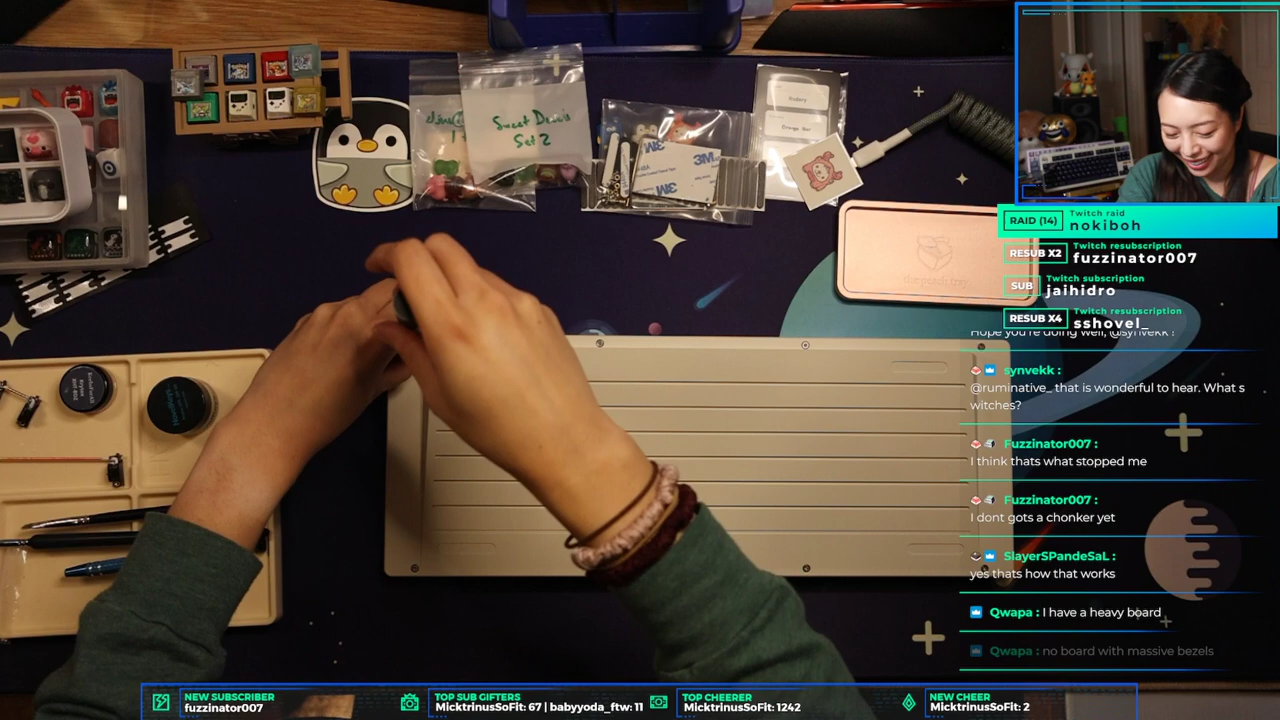 Sweet Deals
Set 2
3M
3M
RAID (14)
Twitch raid
nokiboh
RESUB X2
Twitch resubscription
fuzzinator007
SUB
Twitch subscription
jaihidro
RESUB X4
Twitch resubscription
sshovel_
Hope you're doing well, @synvekk !
synvekk :
@ruminative_ that is wonderful to hear. What s
witches?
Fuzzinator007 :
I think thats what stopped me
Fuzzinator007 :
I dont gots a chonker yet
SlayerSPandeSaL :
yes thats how that works
Qwapa : I have a heavy board
Qwapa : no board with massive bezels
NEW SUBSCRIBER
fuzzinator007
TOP SUB GIFTERS
MicktrinusSoFit: 67 | babyyoda_ftw: 11
TOP CHEERER
MicktrinusSoFit: 1242
NEW CHEER
MicktrinusSoFit: 2